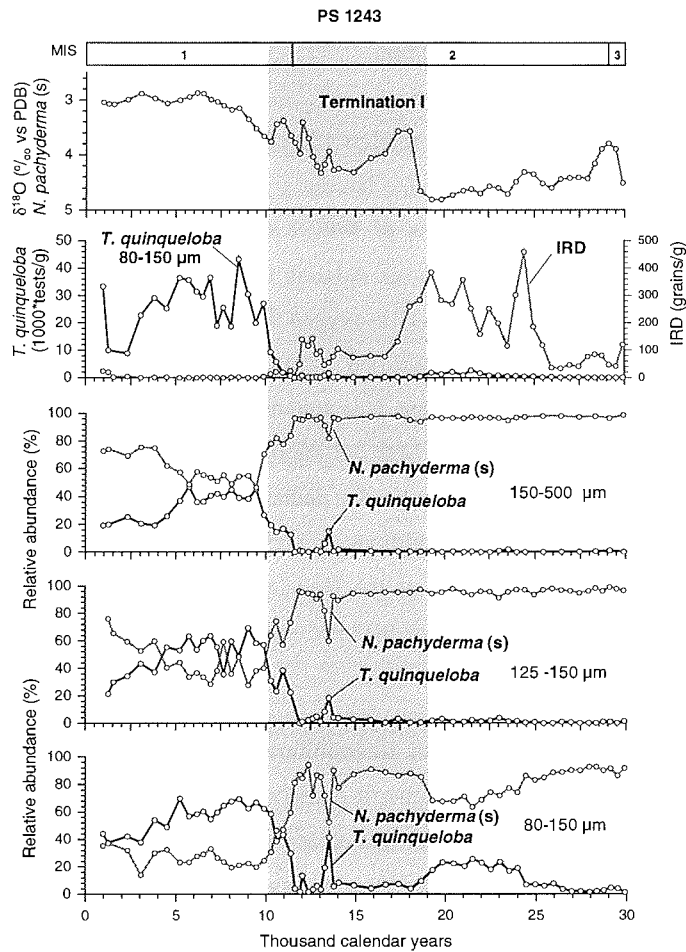 PS 1243
MIS 1 2 3
Termination I
δ18O (°/oo vs PDB)
N. pachyderma (s)
3
4
5
T. quinqueloba
80-150 µm
IRD
T. quinqueloba
(1000*tests/g)
50
40
30
20
10
0
IRD (grains/g)
500
400
300
200
100
0
Relative abundance (%)
100
80
60
40
20
0
N. pachyderma (s)
T. quinqueloba
150-500 µm
Relative abundance (%)
100
80
60
40
20
0
N. pachyderma (s)
T. quinqueloba
125 -150 µm
Relative abundance (%)
100
80
60
40
20
0
N. pachyderma (s)
T. quinqueloba
80-150 µm
0 5 10 15 20 25 30
Thousand calendar years